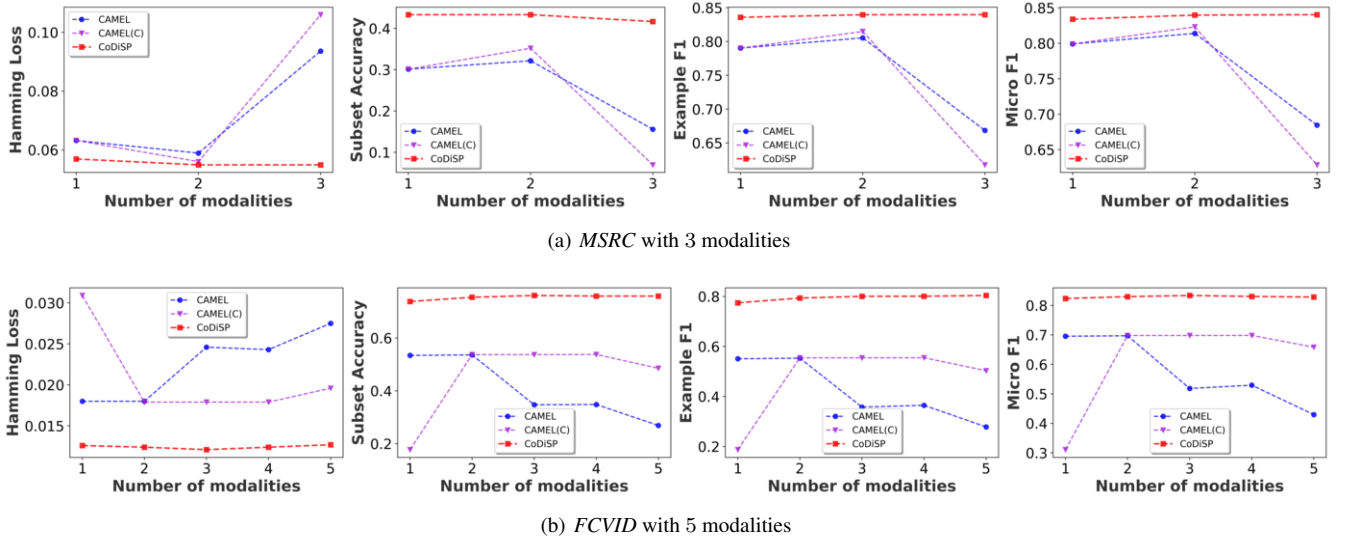 Hamming Loss
0.10
0.08
0.06
CAMEL
CAMEL(C)
CoDiSP
1 2 3
Number of modalities
Subset Accuracy
0.4
0.3
0.2
0.1
CAMEL
CAMEL(C)
CoDiSP
1 2 3
Number of modalities
Example F1
0.85
0.80
0.75
0.70
0.65
CAMEL
CAMEL(C)
CoDiSP
1 2 3
Number of modalities
Micro F1
0.85
0.80
0.75
0.70
0.65
CAMEL
CAMEL(C)
CoDiSP
1 2 3
Number of modalities
(a) MSRC with 3 modalities
Hamming Loss
0.030
0.025
0.020
0.015
CAMEL
CAMEL(C)
CoDiSP
1 2 3 4 5
Number of modalities
Subset Accuracy
0.6
0.4
0.2
CAMEL
CAMEL(C)
CoDiSP
1 2 3 4 5
Number of modalities
Example F1
0.8
0.6
0.4
0.2
CAMEL
CAMEL(C)
CoDiSP
1 2 3 4 5
Number of modalities
Micro F1
0.8
0.7
0.6
0.5
0.4
0.3
CAMEL
CAMEL(C)
CoDiSP
1 2 3 4 5
Number of modalities
(b) FCVID with 5 modalities